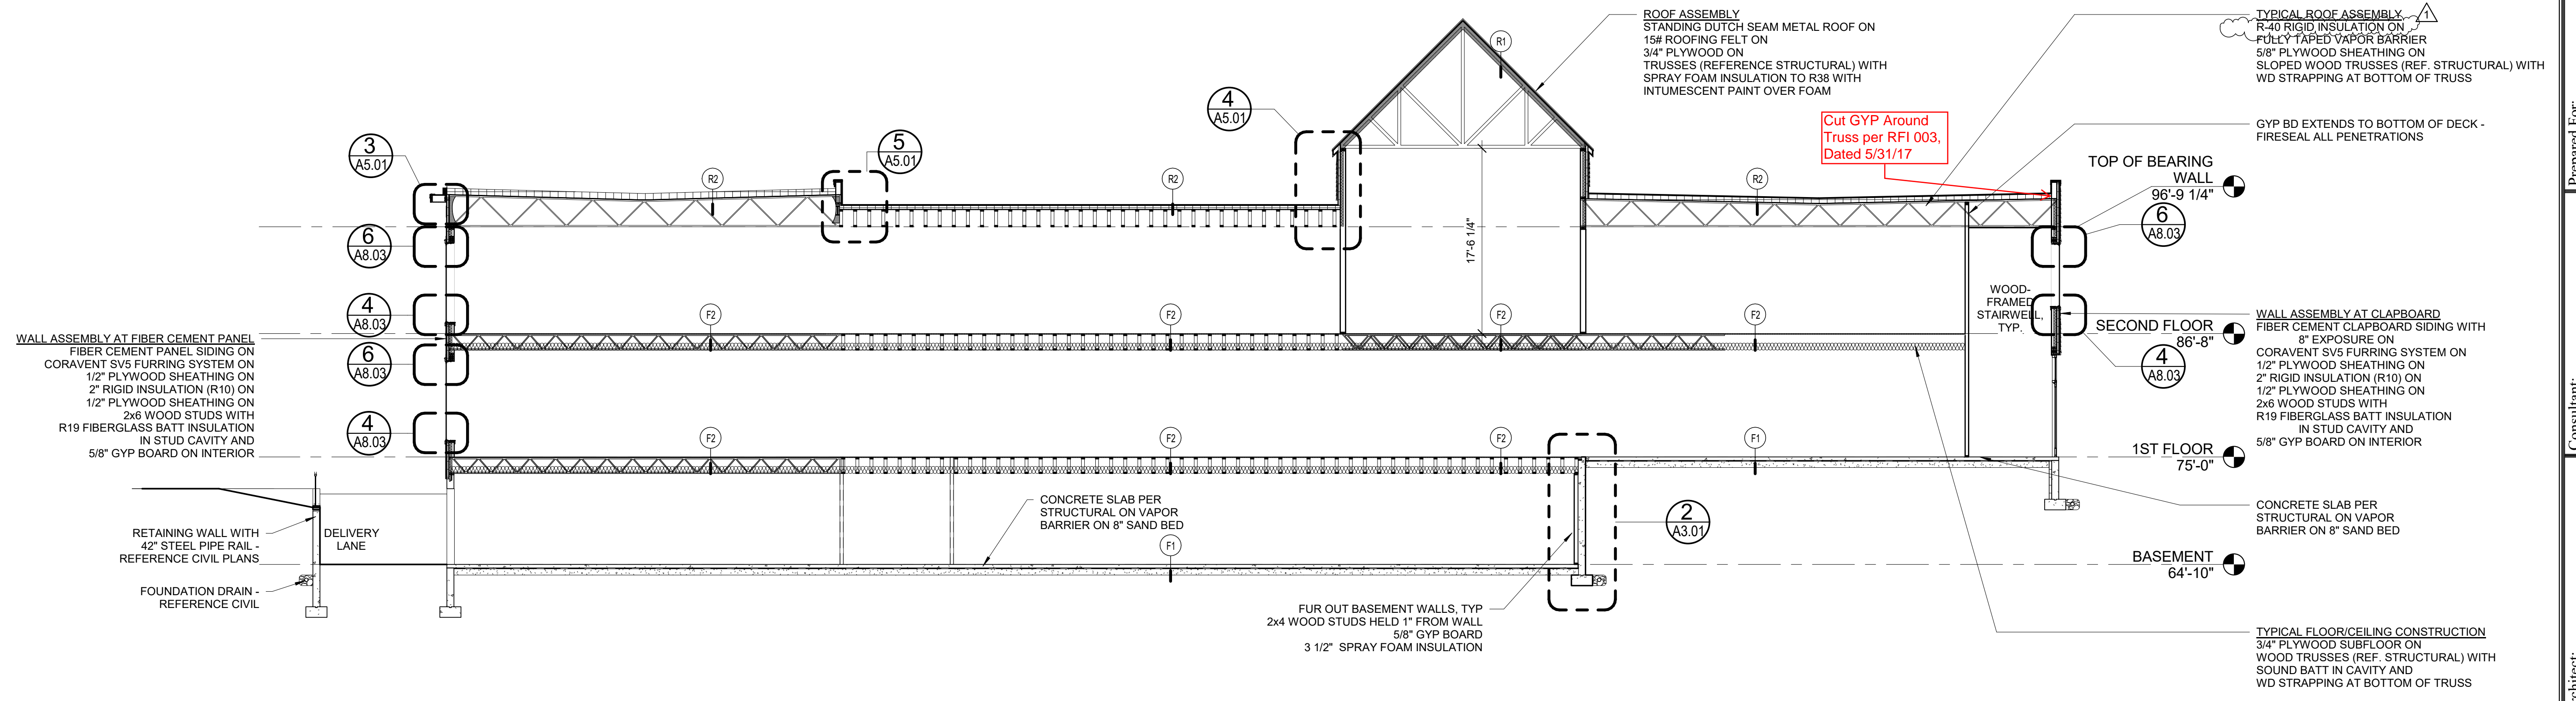 ROOF ASSEMBLY
STANDING DUTCH SEAM METAL ROOF ON
15# ROOFING FELT ON
3/4" PLYWOOD ON
TRUSSES (REFERENCE STRUCTURAL) WITH
SPRAY FOAM INSULATION TO R38 WITH
INTUMESCENT PAINT OVER FOAM
TYPICAL ROOF ASSEMBLY
1
R-40 RIGID INSULATION ON
FULLY TAPED VAPOR BARRIER
5/8" PLYWOOD SHEATHING ON
SLOPED WOOD TRUSSES (REF. STRUCTURAL) WITH
WD STRAPPING AT BOTTOM OF TRUSS
GYP BD EXTENDS TO BOTTOM OF DECK -
FIRESEAL ALL PENETRATIONS
Cut GYP Around
Truss per RFI 003,
Dated 5/31/17
R1
4
A5.01
3
A5.01
5
A5.01
R2
R2
R2
TOP OF BEARING
WALL
96'-9 1/4"
6
A8.03
6
A8.03
17'-6 1/4"
4
A8.03
F2
F2
F2
F2
WOOD-
FRAMED
STAIRWELL,
TYP.
SECOND FLOOR
86'-8"
4
A8.03
WALL ASSEMBLY AT FIBER CEMENT PANEL
FIBER CEMENT PANEL SIDING ON
CORAVENT SV5 FURRING SYSTEM ON
1/2" PLYWOOD SHEATHING ON
2" RIGID INSULATION (R10) ON
1/2" PLYWOOD SHEATHING ON
2x6 WOOD STUDS WITH
R19 FIBERGLASS BATT INSULATION
IN STUD CAVITY AND
5/8" GYP BOARD ON INTERIOR
6
A8.03
4
A8.03
WALL ASSEMBLY AT CLAPBOARD
FIBER CEMENT CLAPBOARD SIDING WITH
8" EXPOSURE ON
CORAVENT SV5 FURRING SYSTEM ON
1/2" PLYWOOD SHEATHING ON
2" RIGID INSULATION (R10) ON
1/2" PLYWOOD SHEATHING ON
2x6 WOOD STUDS WITH
R19 FIBERGLASS BATT INSULATION
IN STUD CAVITY AND
5/8" GYP BOARD ON INTERIOR
F2
F2
F2
F1
1ST FLOOR
75'-0"
RETAINING WALL WITH
42" STEEL PIPE RAIL -
REFERENCE CIVIL PLANS
DELIVERY
LANE
CONCRETE SLAB PER
STRUCTURAL ON VAPOR
BARRIER ON 8" SAND BED
F1
2
A3.01
CONCRETE SLAB PER
STRUCTURAL ON VAPOR
BARRIER ON 8" SAND BED
BASEMENT
64'-10"
FOUNDATION DRAIN -
REFERENCE CIVIL
FUR OUT BASEMENT WALLS, TYP
2x4 WOOD STUDS HELD 1" FROM WALL
5/8" GYP BOARD
3 1/2" SPRAY FOAM INSULATION
TYPICAL FLOOR/CEILING CONSTRUCTION
3/4" PLYWOOD SUBFLOOR ON
WOOD TRUSSES (REF. STRUCTURAL) WITH
SOUND BATT IN CAVITY AND
WD STRAPPING AT BOTTOM OF TRUSS
Prepared For:
Consultant: